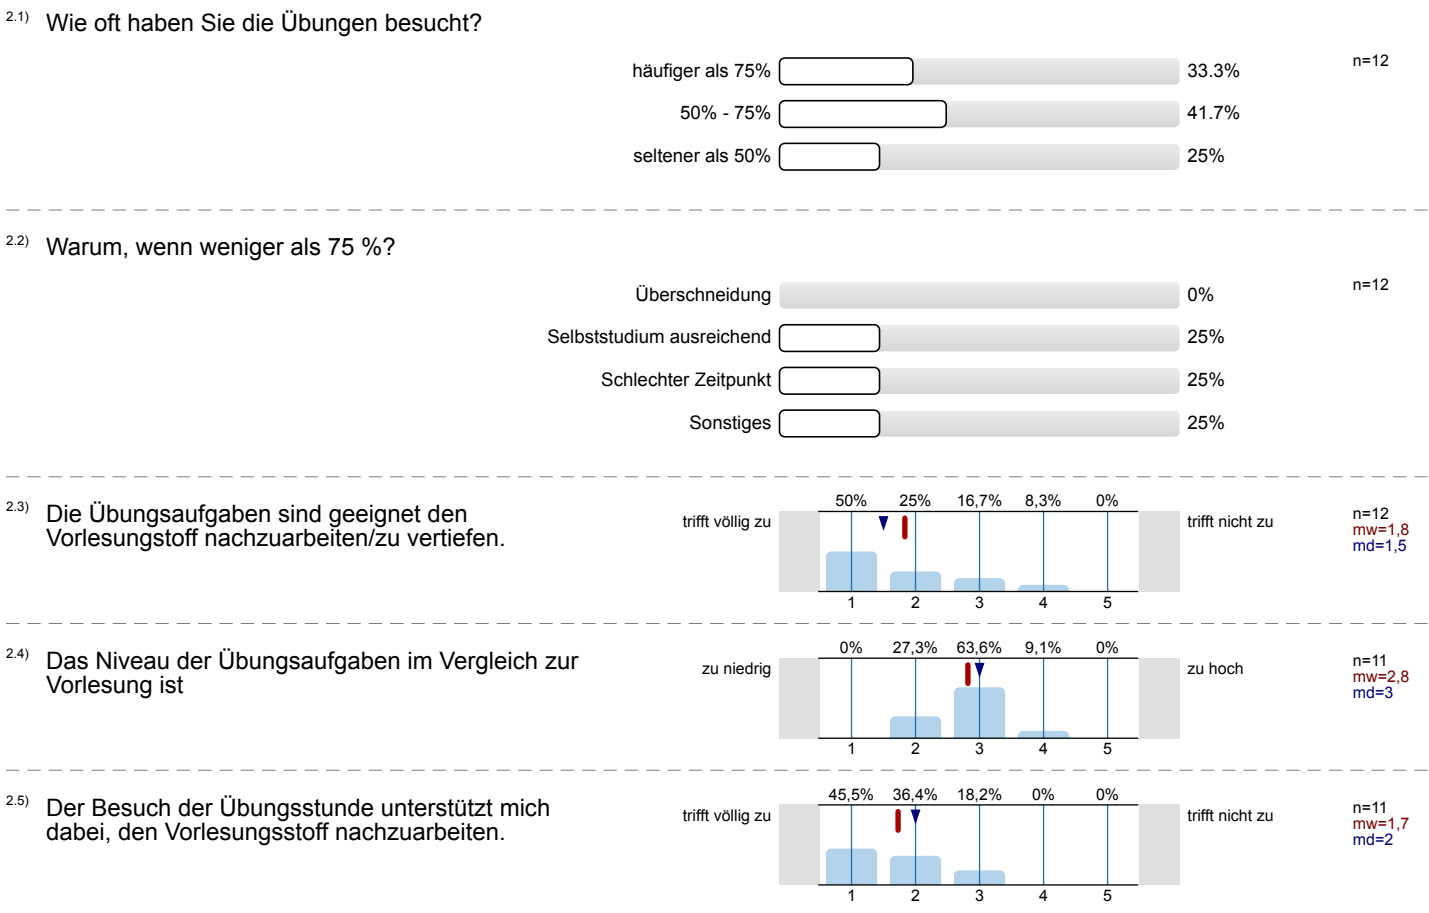 2.1) Wie oft haben Sie die Übungen besucht?
häufiger als 75% 33.3% n=12
50% - 75% 41.7%
seltener als 50% 25%
2.2) Warum, wenn weniger als 75 %?
Überschneidung 0% n=12
Selbststudium ausreichend 25%
Schlechter Zeitpunkt 25%
Sonstiges 25%
2.3) Die Übungsaufgaben sind geeignet den
Vorlesungstoff nachzuarbeiten/zu vertiefen.
50% 25% 16,7% 8,3% 0%
trifft völlig zu trifft nicht zu
n=12
mw=1,8
md=1,5
1 2 3 4 5
2.4) Das Niveau der Übungsaufgaben im Vergleich zur
Vorlesung ist
0% 27,3% 63,6% 9,1% 0%
zu niedrig zu hoch
n=11
mw=2,8
md=3
1 2 3 4 5
2.5) Der Besuch der Übungsstunde unterstützt mich
dabei, den Vorlesungsstoff nachzuarbeiten.
45,5% 36,4% 18,2% 0% 0%
trifft völlig zu trifft nicht zu
n=11
mw=1,7
md=2
1 2 3 4 5